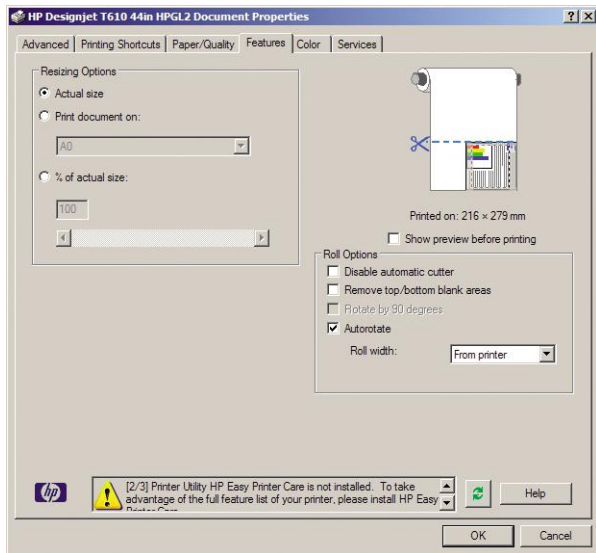 HP Designjet T610 44in HPGL2 Document Properties
Advanced Printing Shortcuts Paper/Quality Features Color Services
Resizing Options
Actual size
Print document on:
A0
% of actual size:
100
Printed on: 216 × 279 mm
Show preview before printing
Roll Options
Disable automatic cutter
Remove top/bottom blank areas
Rotate by 90 degrees
Autorotate
Roll width: From printer
hp
[2/3] Printer Utility HP Easy Printer Care is not installed. To take
advantage of the full feature list of your printer, please install HP Easy
Printer Care
Help
OK Cancel